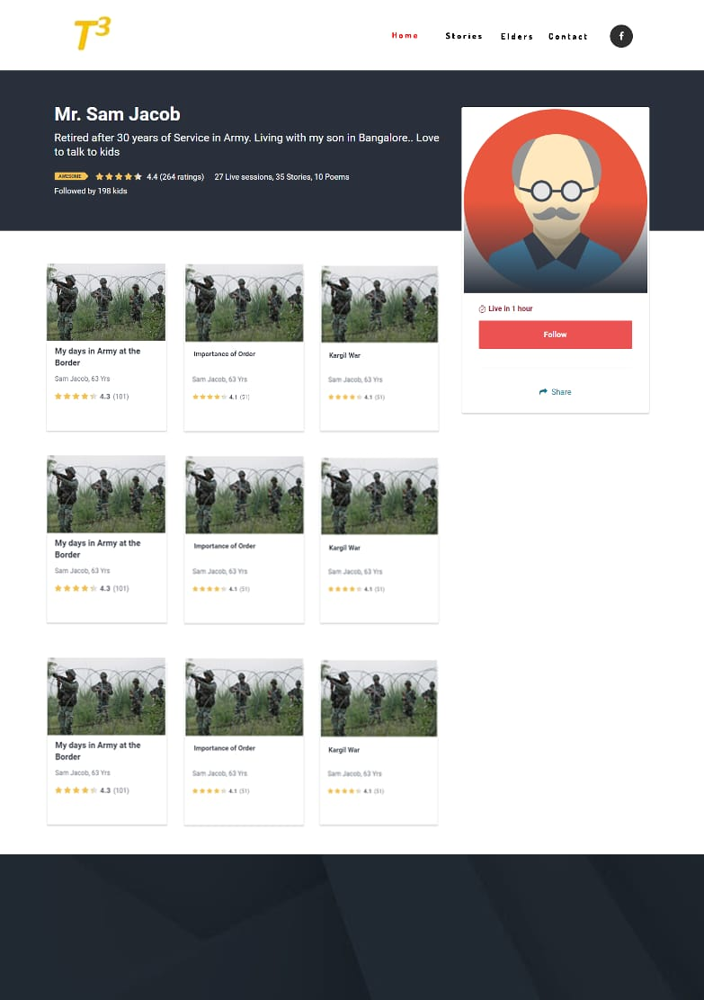 T3
Home Stories Elders Contact f
Mr. Sam Jacob
Retired after 30 years of Service in Army. Living with my son in Bangalore.. Love
to talk to kids
AWESOME 4.4 (264 ratings) 27 Live sessions, 35 Stories, 10 Poems
Followed by 198 kids
Live in 1 hour
Follow
Share
My days in Army at the
Border
Sam Jacob, 63 Yrs
4.3 (101)
Importance of Order
Sam Jacob, 63 Yrs
4.1 (51)
Kargil War
Sam Jacob, 63 Yrs
4.1 (51)
My days in Army at the
Border
Sam Jacob, 63 Yrs
4.3 (101)
Importance of Order
Sam Jacob, 63 Yrs
4.1 (51)
Kargil War
Sam Jacob, 63 Yrs
4.1 (51)
My days in Army at the
Border
Sam Jacob, 63 Yrs
4.3 (101)
Importance of Order
Sam Jacob, 63 Yrs
4.1 (51)
Kargil War
Sam Jacob, 63 Yrs
4.1 (51)